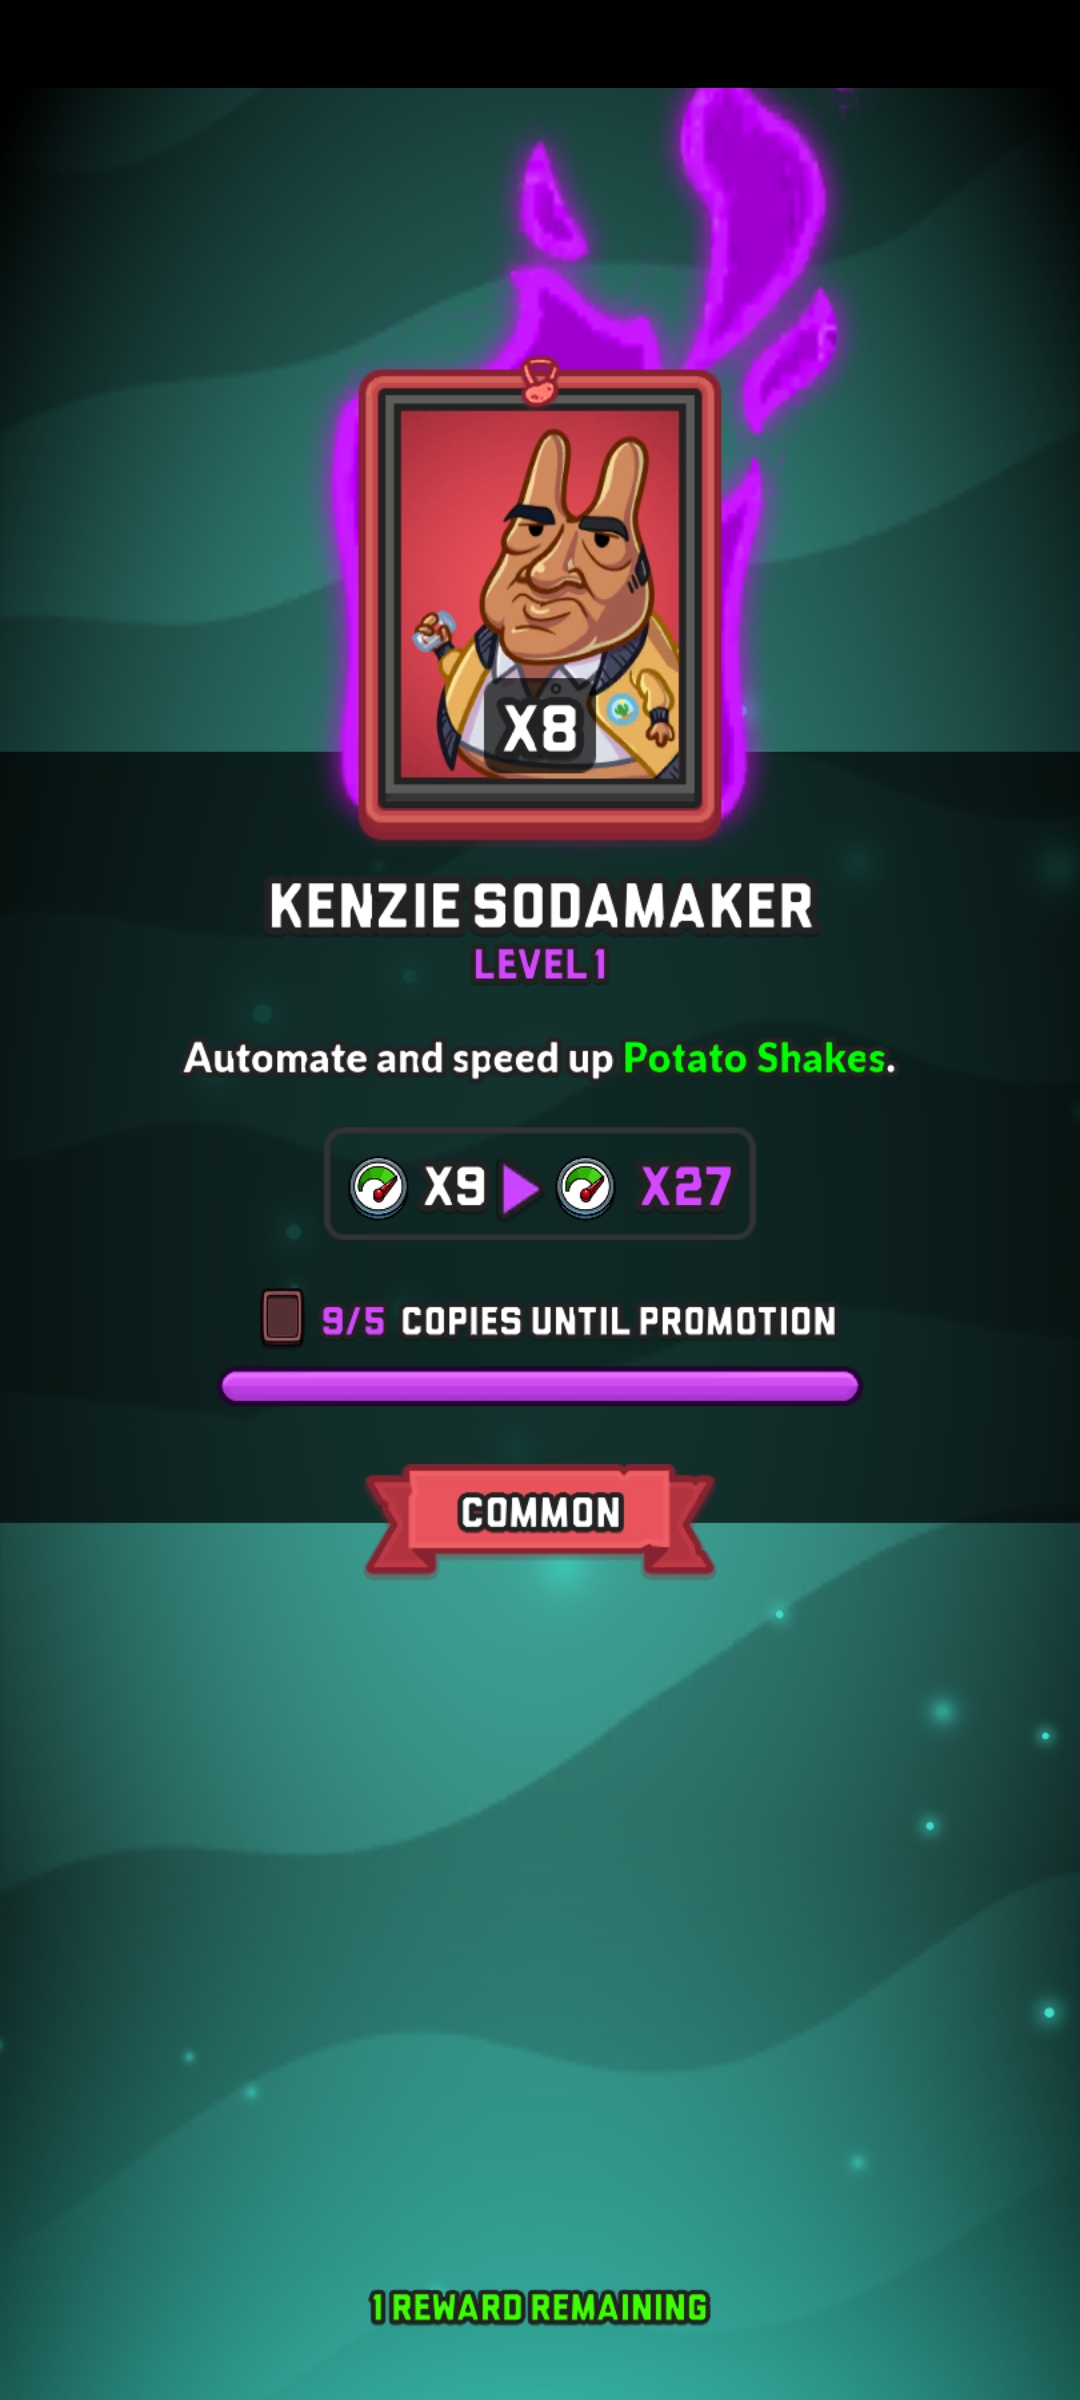 X8
KENZIE SODAMAKER
LEVEL 1
Automate and speed up Potato Shakes.
X9 X27
9/5 COPIES UNTIL PROMOTION
COMMON
1 REWARD REMAINING